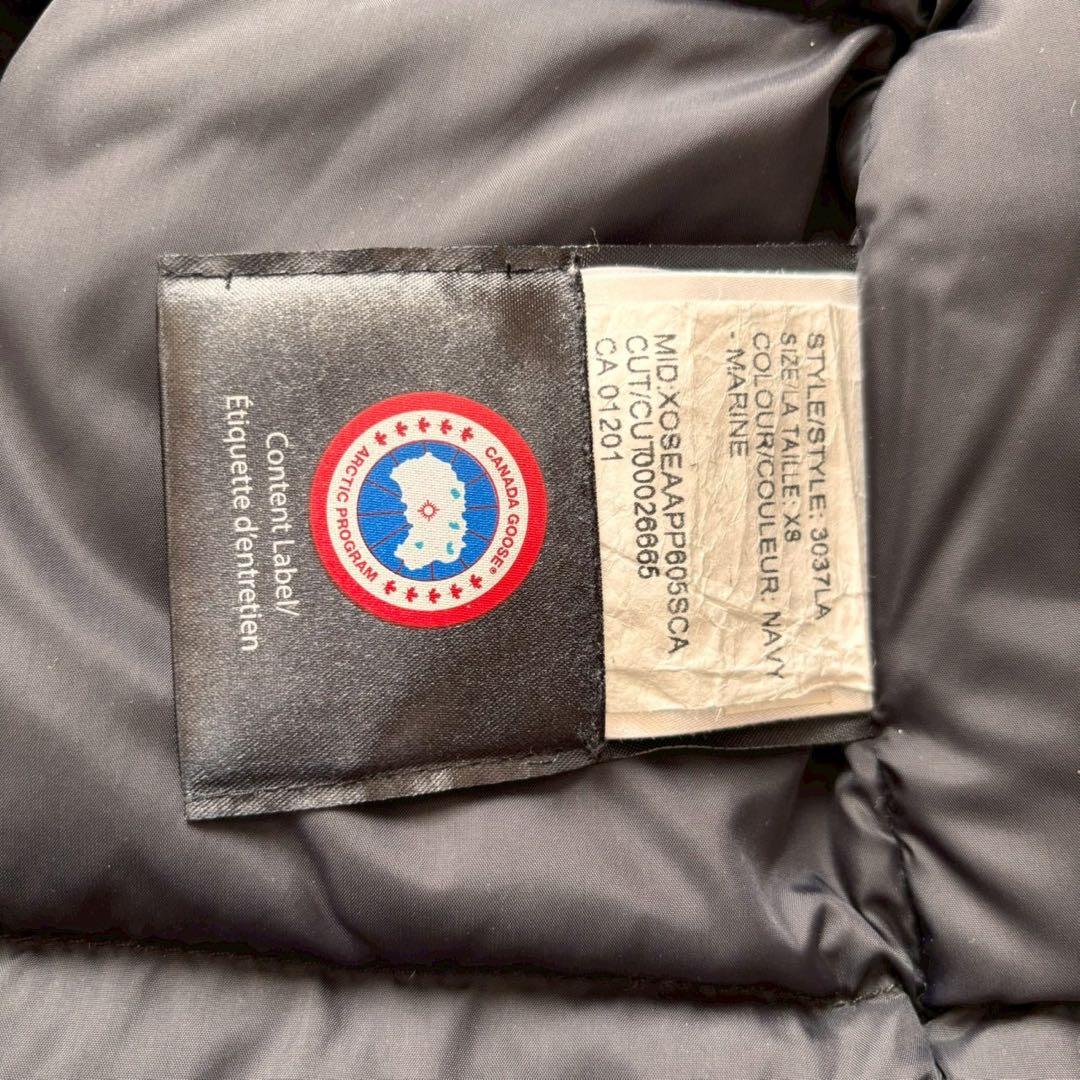 STYLE/STYLE: 3037LA
SIZE/LA TAILLE: XS
COLOUR/COULEUR: NAVY
- MARINE
MID:XOSEAAPP605SCA
CUT/CUT00026665
CA 01201
CANADA GOOSE®
ARCTIC PROGRAM
Content Label/
Étiquette d'entretien